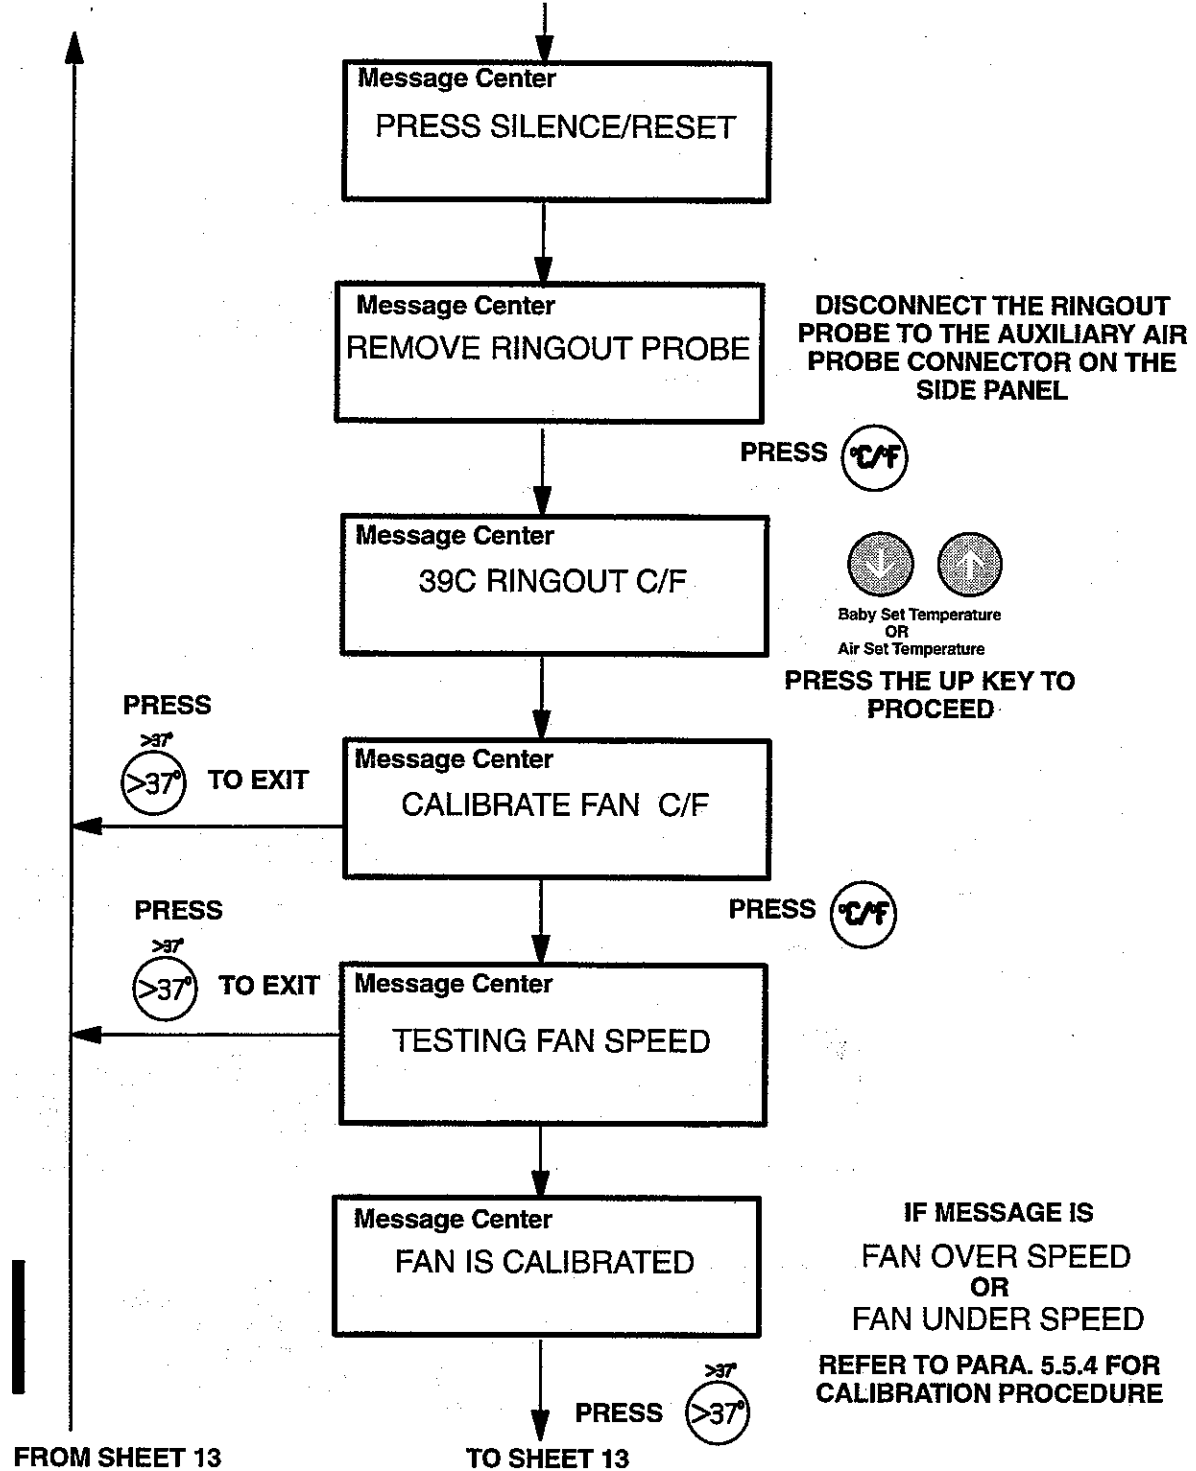 Message Center
PRESS SILENCE/RESET
Message Center
REMOVE RINGOUT PROBE
DISCONNECT THE RINGOUT
PROBE TO THE AUXILIARY AIR
PROBE CONNECTOR ON THE
SIDE PANEL
PRESS °C/°F
Message Center
39C RINGOUT C/F
Baby Set Temperature
OR
Air Set Temperature
PRESS THE UP KEY TO
PROCEED
PRESS
>37°
>37° TO EXIT
Message Center
CALIBRATE FAN C/F
PRESS °C/°F
PRESS
>37°
>37° TO EXIT
Message Center
TESTING FAN SPEED
Message Center
FAN IS CALIBRATED
IF MESSAGE IS
FAN OVER SPEED
OR
FAN UNDER SPEED
REFER TO PARA. 5.5.4 FOR
CALIBRATION PROCEDURE
>37°
PRESS >37°
FROM SHEET 13
TO SHEET 13